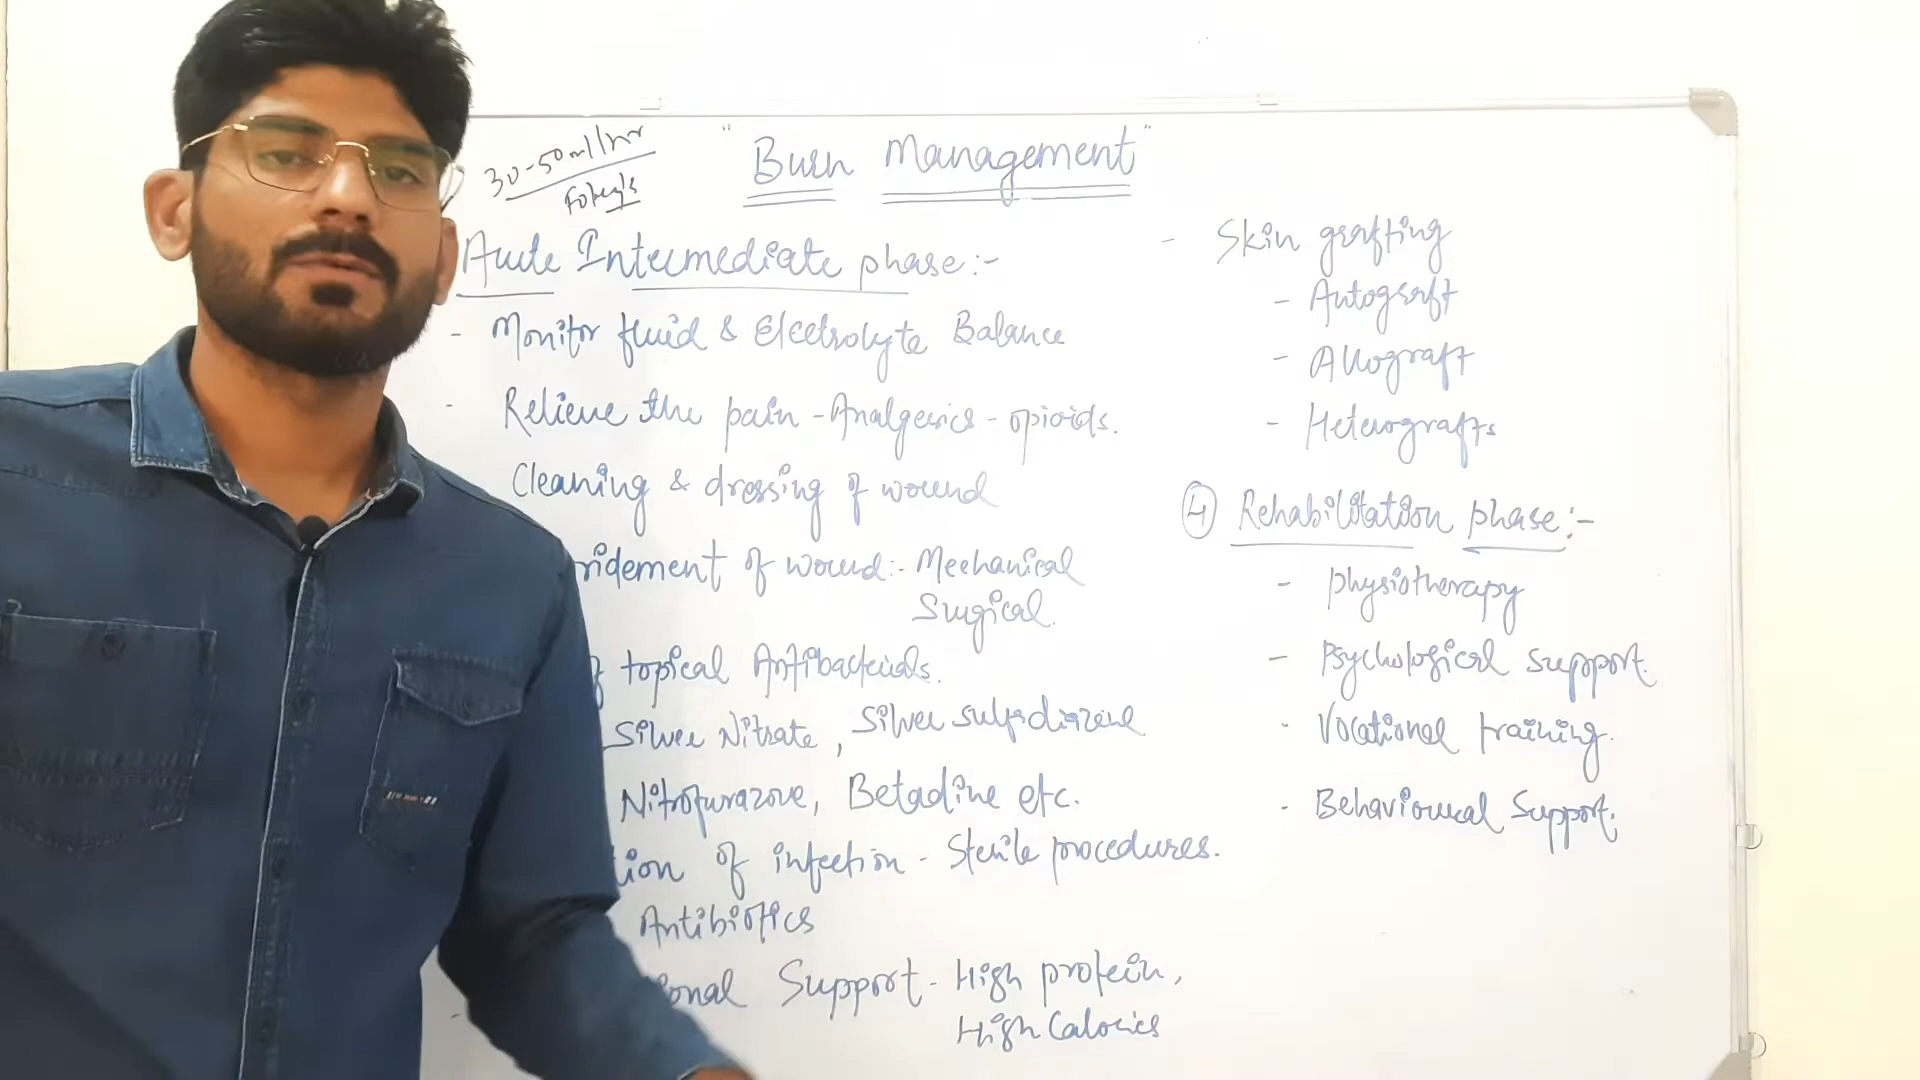 30-50ml/hr
Foley's
"Burn Management"
Acute Intermediate phase:-
- Monitor fluid & Electrolyte Balance
- Relieve the pain - Analgesics - opioids.
Cleaning & dressing of wound
ridement of wound:- Mechanical
Surgical.
of topical Antibacterials.
Silver Nitrate, Silver sulfadiazene
Nitrofurazone, Betadine etc.
tion of infection - Sterile procedures.
Antibiotics
- ional Support - High protein,
High Calories
- Skin grafting
- Autograft
- Allograft
- Heterografts
4 Rehabilitation phase:-
- physiotherapy
- Psychological support.
- Vocational training.
- Behavioural Support.